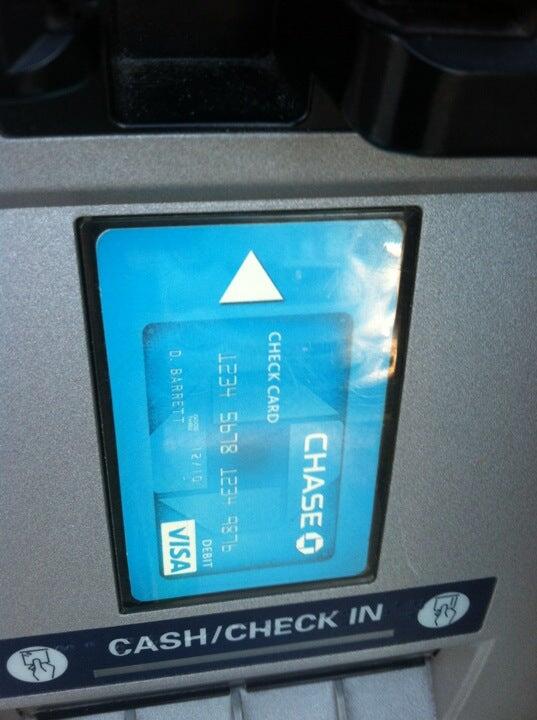 CHECK CARD
CHASE
1234 5678 1234 9876
12/10
D. BARRETT
DEBIT
VISA
CASH/CHECK IN